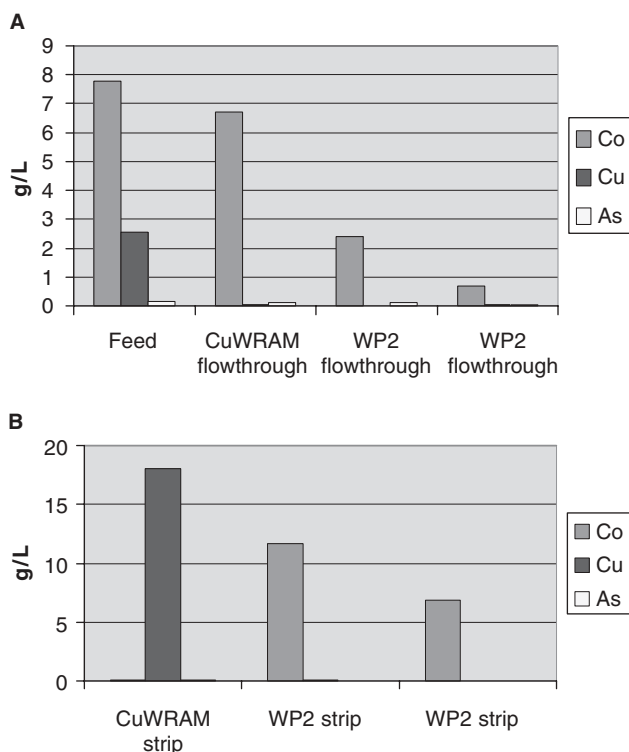 A
9
8
7
6
5
4
3
2
1
0
g/L
Feed
CuWRAM
flowthrough
WP2
flowthrough
WP2
flowthrough
Co
Cu
As
B
20
15
10
5
0
g/L
CuWRAM
strip
WP2 strip
WP2 strip
Co
Cu
As